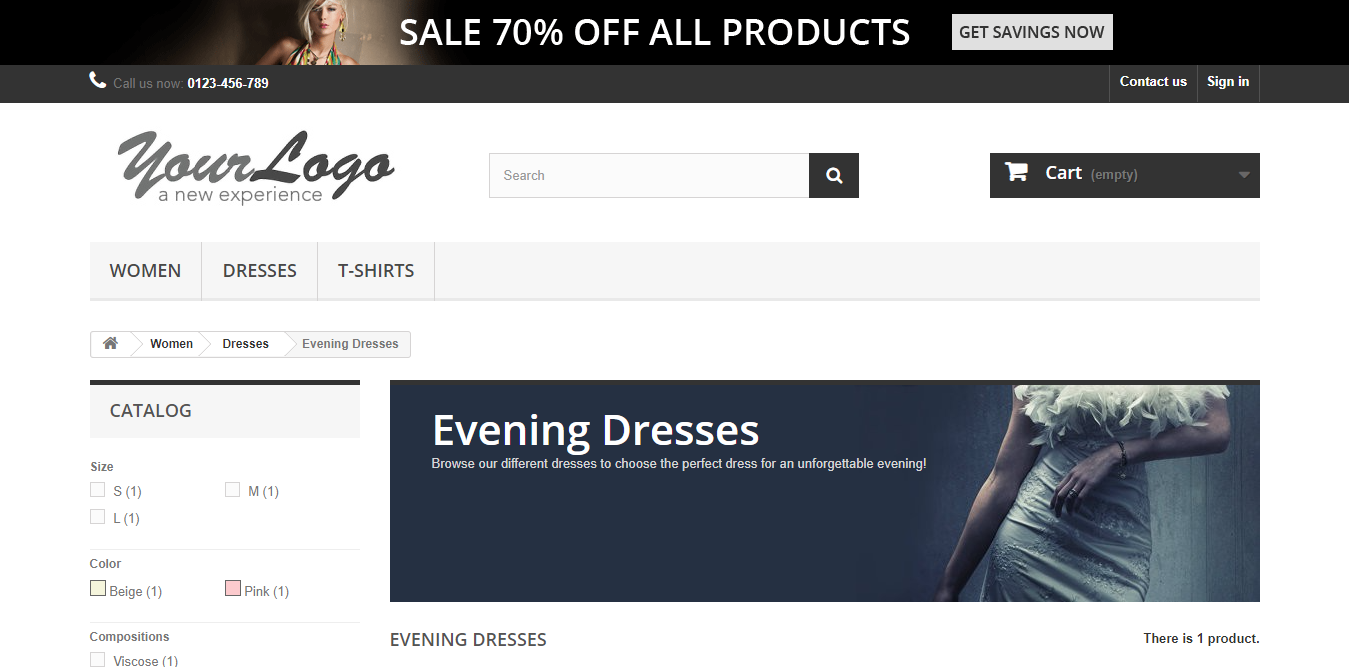 SALE 70% OFF ALL PRODUCTS
GET SAVINGS NOW
Call us now: 0123-456-789
Contact us
Sign in
Your Logo
a new experience
Search
Cart (empty)
WOMEN
DRESSES
T-SHIRTS
Women
Dresses
Evening Dresses
CATALOG
Size
S (1)
M (1)
L (1)
Color
Beige (1)
Pink (1)
Compositions
Viscose (1)
Evening Dresses
Browse our different dresses to choose the perfect dress for an unforgettable evening!
EVENING DRESSES
There is 1 product.